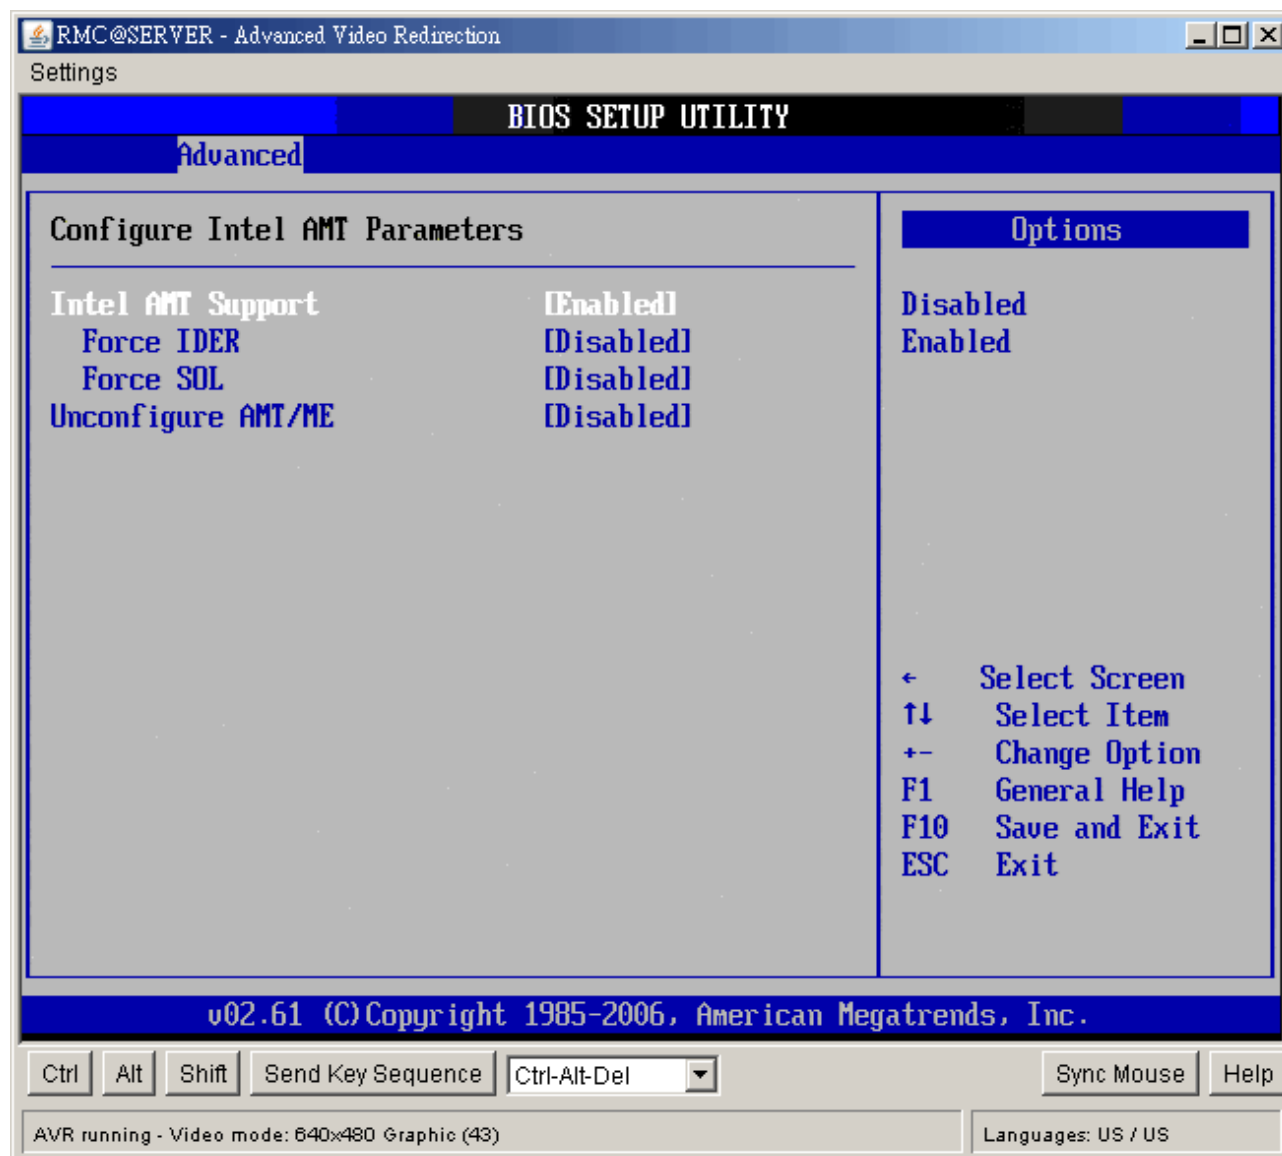 RMC@SERVER - Advanced Video Redirection
Settings
BIOS SETUP UTILITY
Advanced
Configure Intel AMT Parameters
Options
Intel AMT Support [Enabled]
Force IDER [Disabled]
Force SOL [Disabled]
Unconfigure AMT/ME [Disabled]
Disabled
Enabled
← Select Screen
↑↓ Select Item
+- Change Option
F1 General Help
F10 Save and Exit
ESC Exit
v02.61 (C)Copyright 1985-2006, American Megatrends, Inc.
Ctrl Alt Shift Send Key Sequence Ctrl-Alt-Del Sync Mouse Help
AVR running - Video mode: 640x480 Graphic (43) Languages: US / US